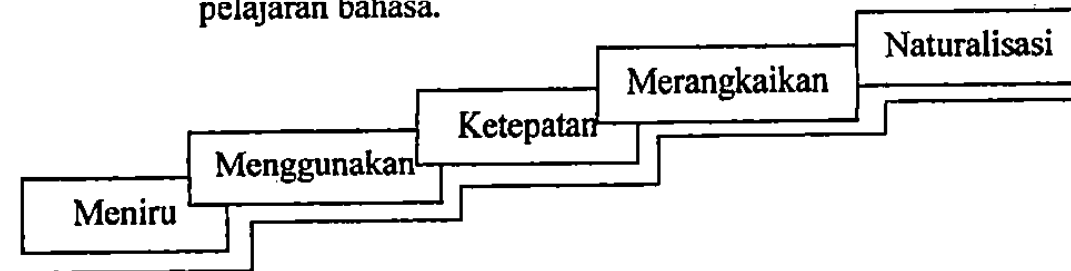 pelajaran bahasa.
Naturalisasi
Merangkaikan
Ketepatan
Menggunakan
Meniru